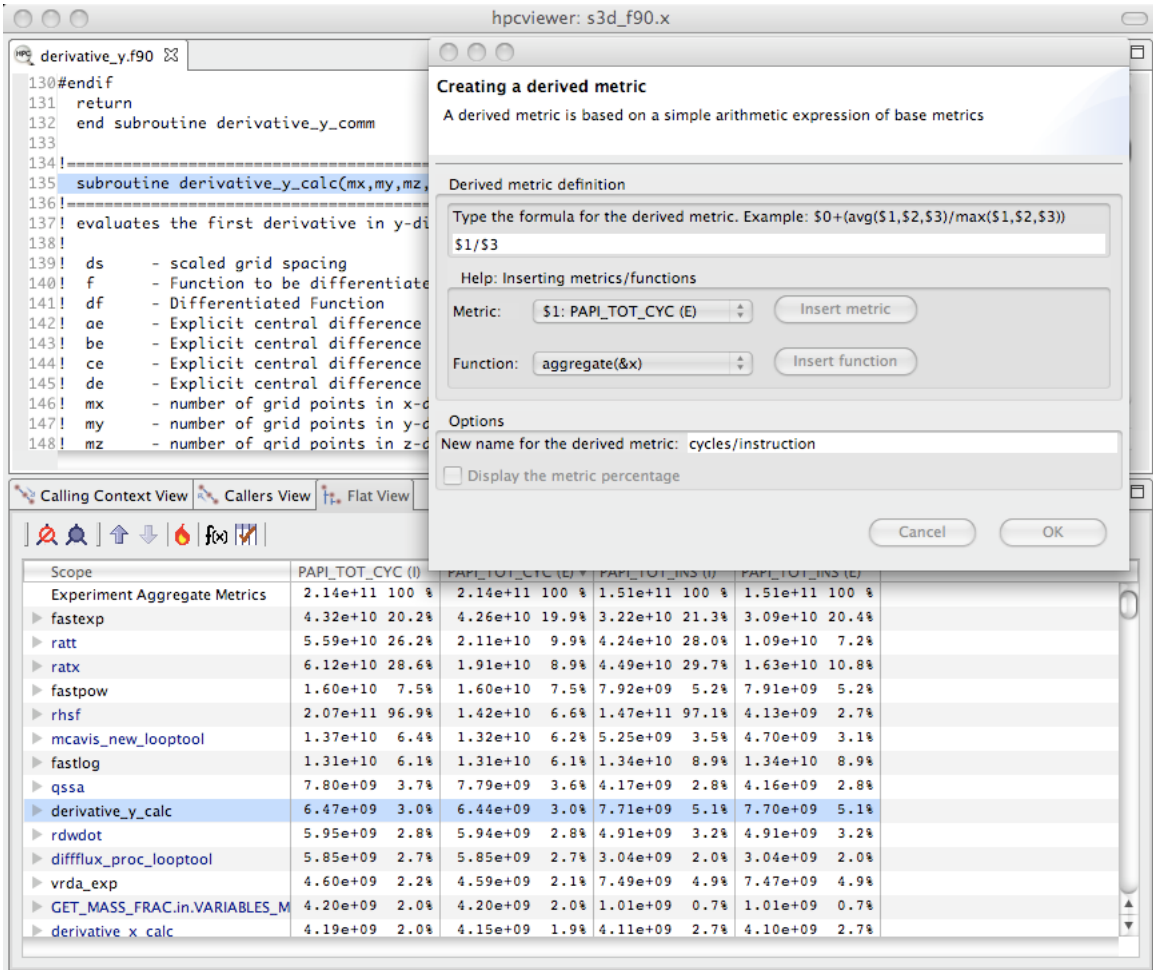 hpcviewer: s3d_f90.x
derivative_y.f90
130#endif
131 return
132 end subroutine derivative_y_comm
133
134!==========================================
135 subroutine derivative_y_calc(mx,my,mz,
136!==========================================
137! evaluates the first derivative in y-di
138!
139! ds - scaled grid spacing
140! f - Function to be differentiate
141! df - Differentiated Function
142! ae - Explicit central difference
143! be - Explicit central difference
144! ce - Explicit central difference
145! de - Explicit central difference
146! mx - number of grid points in x-d
147! my - number of grid points in y-d
148! mz - number of grid points in z-d
Creating a derived metric
A derived metric is based on a simple arithmetic expression of base metrics
Derived metric definition
Type the formula for the derived metric. Example: $0+(avg($1,$2,$3)/max($1,$2,$3))
$1/$3
Help: Inserting metrics/functions
Metric: $1: PAPI_TOT_CYC (E) Insert metric
Function: aggregate(&x) Insert function
Options
New name for the derived metric: cycles/instruction
Display the metric percentage
Cancel OK
Calling Context View Callers View Flat View
f(x)
Scope PAPI_TOT_CYC (I) PAPI_TOT_CYC (E) PAPI_TOT_INS (I) PAPI_TOT_INS (E)
Experiment Aggregate Metrics 2.14e+11 100 % 2.14e+11 100 % 1.51e+11 100 % 1.51e+11 100 %
fastexp 4.32e+10 20.2% 4.26e+10 19.9% 3.22e+10 21.3% 3.09e+10 20.4%
ratt 5.59e+10 26.2% 2.11e+10 9.9% 4.24e+10 28.0% 1.09e+10 7.2%
ratx 6.12e+10 28.6% 1.91e+10 8.9% 4.49e+10 29.7% 1.63e+10 10.8%
fastpow 1.60e+10 7.5% 1.60e+10 7.5% 7.92e+09 5.2% 7.91e+09 5.2%
rhsf 2.07e+11 96.9% 1.42e+10 6.6% 1.47e+11 97.1% 4.13e+09 2.7%
mcavis_new_looptool 1.37e+10 6.4% 1.32e+10 6.2% 5.25e+09 3.5% 4.70e+09 3.1%
fastlog 1.31e+10 6.1% 1.31e+10 6.1% 1.34e+10 8.9% 1.34e+10 8.9%
qssa 7.80e+09 3.7% 7.79e+09 3.6% 4.17e+09 2.8% 4.16e+09 2.8%
derivative_y_calc 6.47e+09 3.0% 6.44e+09 3.0% 7.71e+09 5.1% 7.70e+09 5.1%
rdwdot 5.95e+09 2.8% 5.94e+09 2.8% 4.91e+09 3.2% 4.91e+09 3.2%
diffflux_proc_looptool 5.85e+09 2.7% 5.85e+09 2.7% 3.04e+09 2.0% 3.04e+09 2.0%
vrda_exp 4.60e+09 2.2% 4.59e+09 2.1% 7.49e+09 4.9% 7.47e+09 4.9%
GET_MASS_FRAC.in.VARIABLES_M 4.20e+09 2.0% 4.20e+09 2.0% 1.01e+09 0.7% 1.01e+09 0.7%
derivative_x_calc 4.19e+09 2.0% 4.15e+09 1.9% 4.11e+09 2.7% 4.10e+09 2.7%